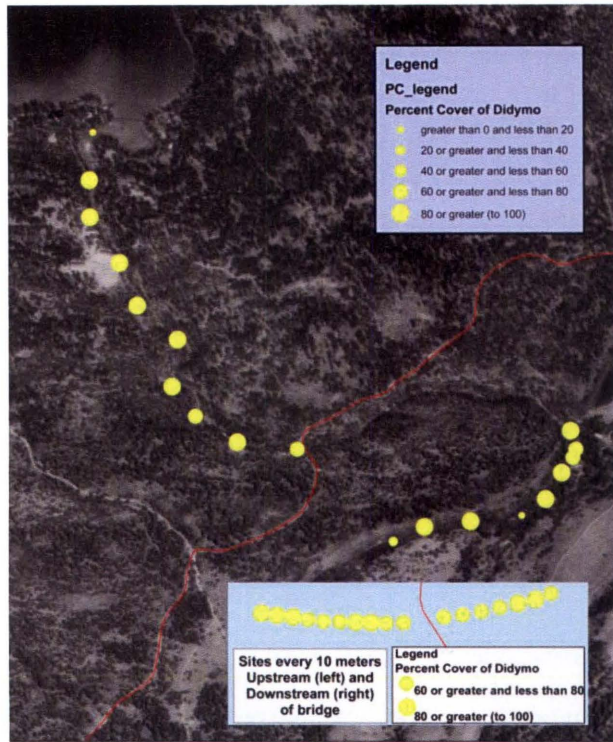 Legend
PC_legend
Percent Cover of Didymo
greater than 0 and less than 20
20 or greater and less than 40
40 or greater and less than 60
60 or greater and less than 80
80 or greater (to 100)
Sites every 10 meters
Upstream (left) and
Downstream (right)
of bridge
Legend
Percent Cover of Didymo
60 or greater and less than 80
80 or greater (to 100)